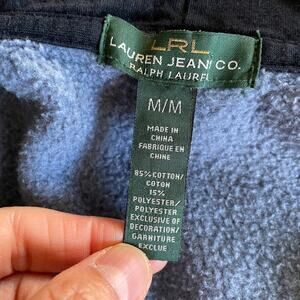 LRL
LAUREN JEANS CO.
RALPH LAUREN
M/M
MADE IN
CHINA
FABRIQUE EN
CHINE
85% COTTON/
COTON
15%
POLYESTER/
POLYESTER
EXCLUSIVE OF
DECORATION/
GARNITURE
EXCLUE